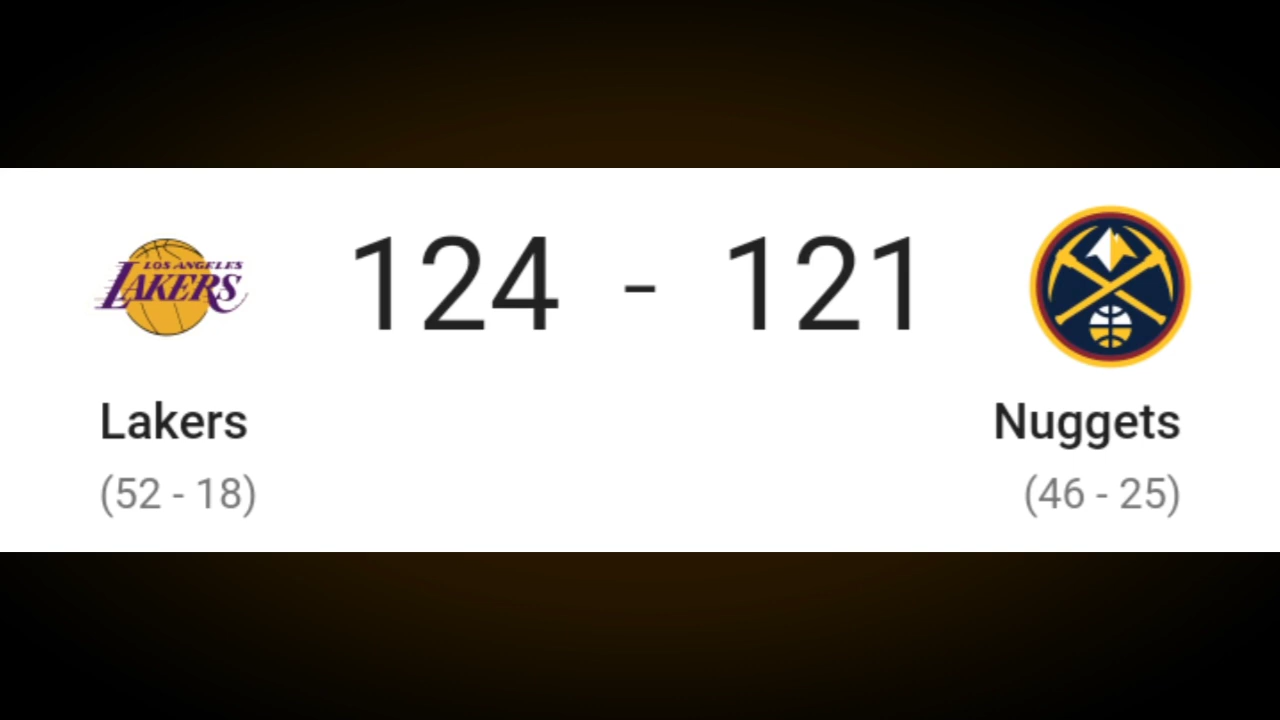 LOS ANGELES
LAKERS
124 - 121
Lakers
Nuggets
(52 - 18)
(46 - 25)